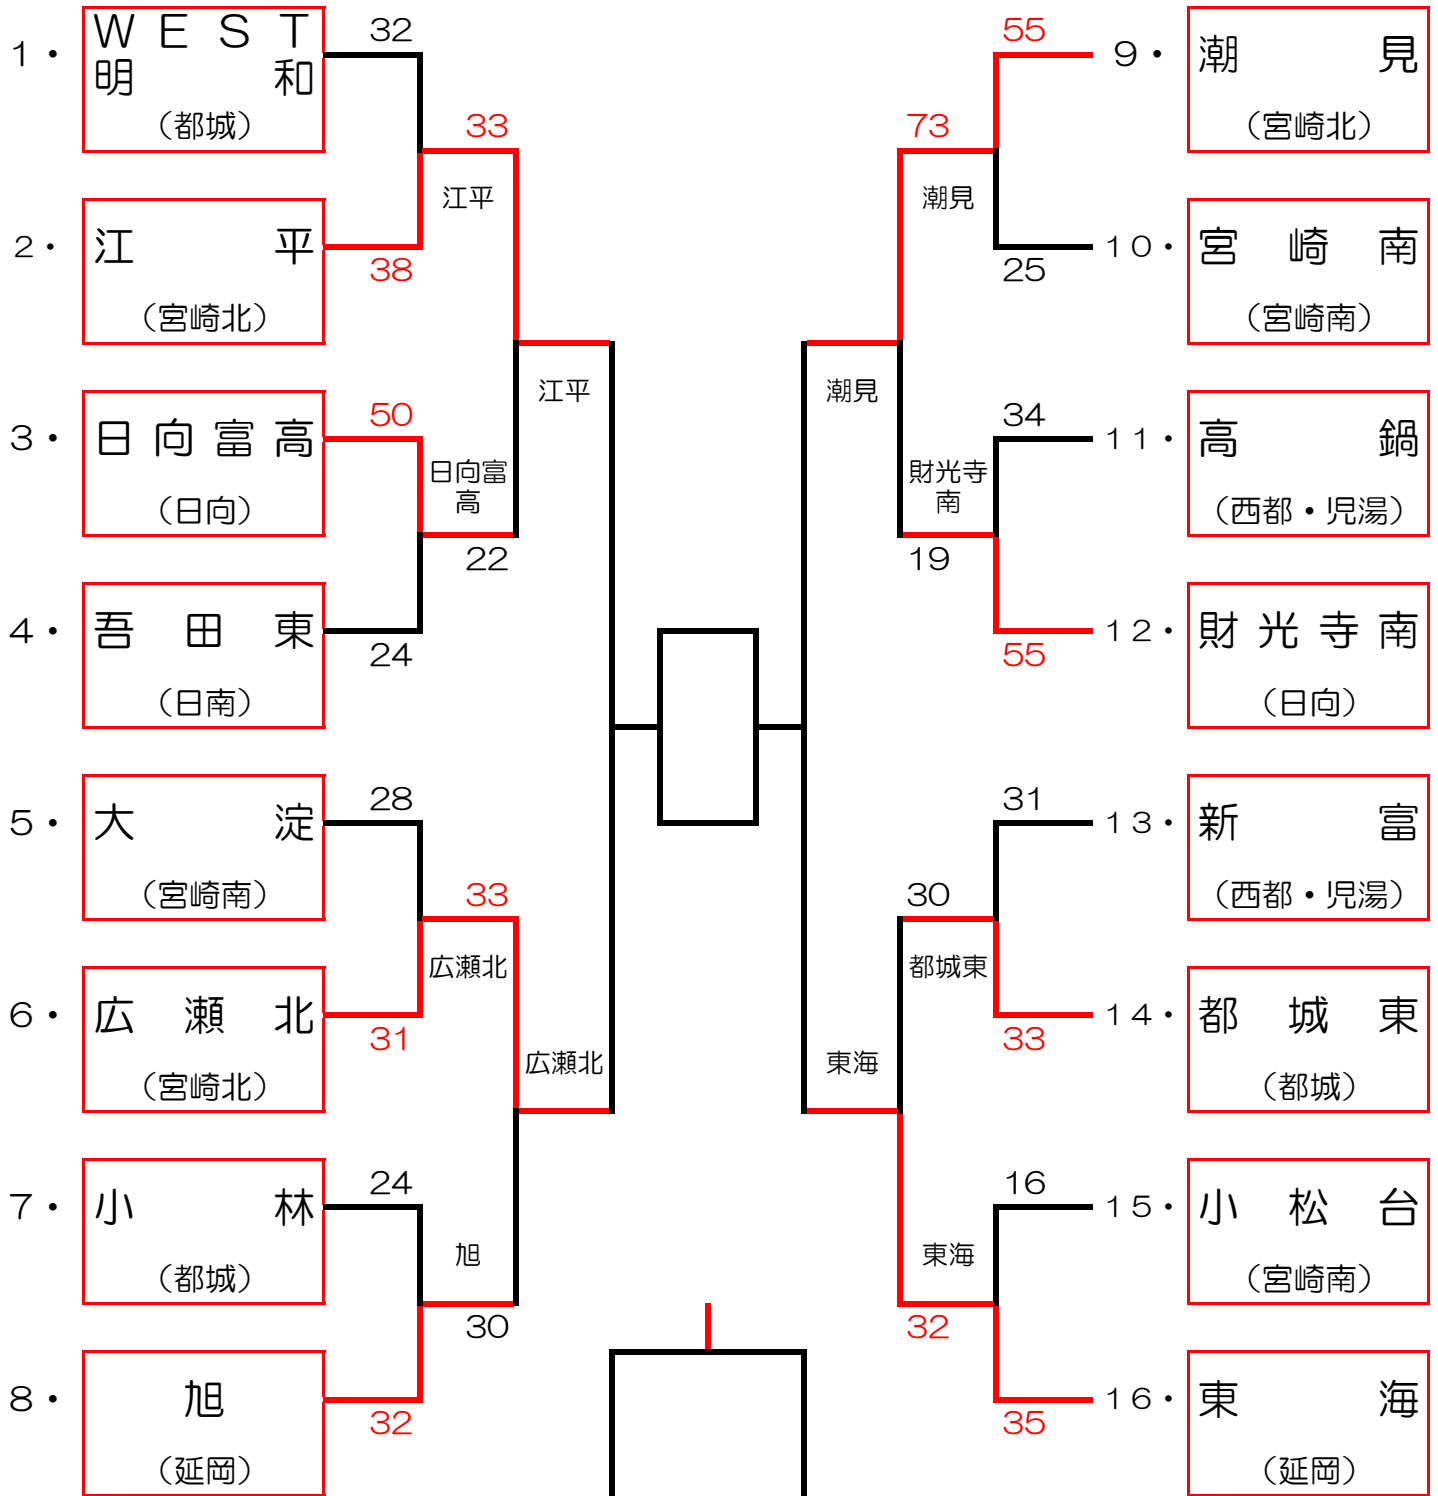 1・
WEST
明和
(都城)
32
33
江平
2・
江平
(宮崎北)
38
江平
3・
日向富高
(日向)
50
日向富
高
22
4・
吾田東
(日南)
24
5・
大淀
(宮崎南)
28
33
広瀬北
6・
広瀬北
(宮崎北)
31
広瀬北
7・
小林
(都城)
24
旭
30
8・
旭
(延岡)
32
55
9・
潮見
(宮崎北)
73
潮見
25
10・
宮崎南
(宮崎南)
潮見
34
11・
高鍋
(西都・児湯)
財光寺
南
19
55
12・
財光寺南
(日向)
31
13・
新富
(西都・児湯)
30
都城東
33
14・
都城東
(都城)
東海
16
15・
小松台
(宮崎南)
東海
32
35
16・
東海
(延岡)